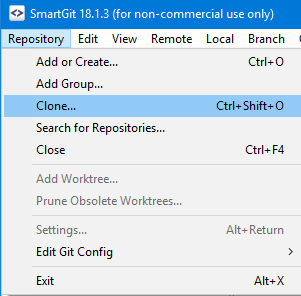 SmartGit 18.1.3 (for non-commercial use only)
Repository Edit View Remote Local Branch
Add or Create... Ctrl+O
Add Group...
Clone... Ctrl+Shift+O
Search for Repositories...
Close Ctrl+F4
Add Worktree...
Prune Obsolete Worktrees...
Settings... Alt+Return
Edit Git Config
Exit Alt+X